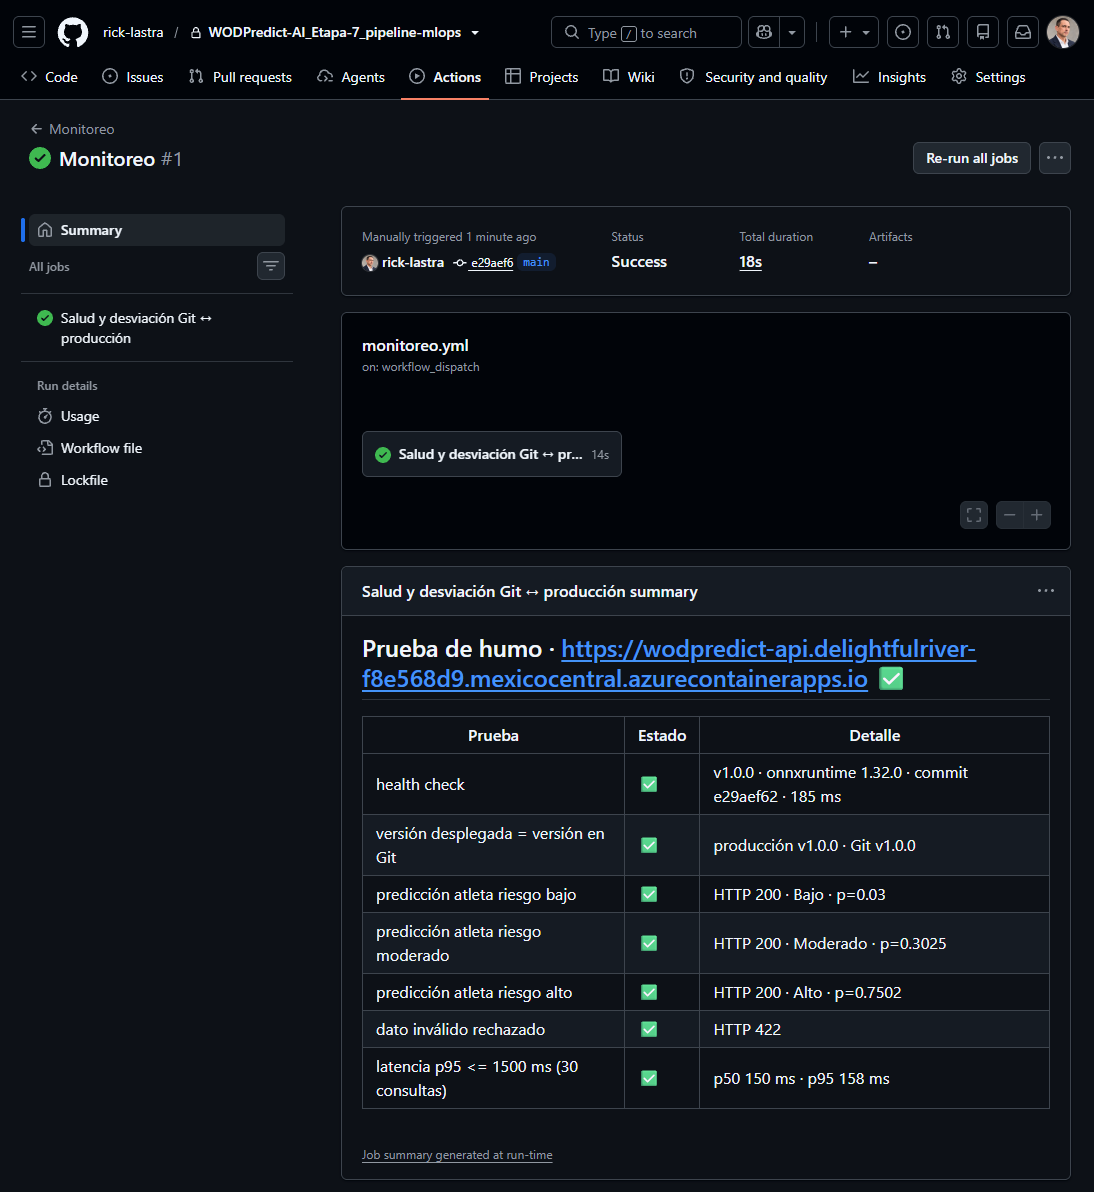 rick-lastra / WODPredict-AI_Etapa-7_pipeline-mlops
Type / to search
Code
Issues
Pull requests
Agents
Actions
Projects
Wiki
Security and quality
Insights
Settings
← Monitoreo
Monitoreo #1
Re-run all jobs
Summary
All jobs
Salud y desviación Git ↔
producción
Run details
Usage
Workflow file
Lockfile
Manually triggered 1 minute ago
rick-lastra e29aef6 main
Status
Success
Total duration
18s
Artifacts
–
monitoreo.yml
on: workflow_dispatch
Salud y desviación Git ↔ pr... 14s
Salud y desviación Git ↔ producción summary
Prueba de humo · https://wodpredict-api.delightfulriver-
f8e568d9.mexicocentral.azurecontainerapps.io ✅
Prueba Estado Detalle
health check ✅ v1.0.0 · onnxruntime 1.32.0 · commit
e29aef62 · 185 ms
versión desplegada = versión en
Git ✅ producción v1.0.0 · Git v1.0.0
predicción atleta riesgo bajo ✅ HTTP 200 · Bajo · p=0.03
predicción atleta riesgo
moderado ✅ HTTP 200 · Moderado · p=0.3025
predicción atleta riesgo alto ✅ HTTP 200 · Alto · p=0.7502
dato inválido rechazado ✅ HTTP 422
latencia p95 <= 1500 ms (30
consultas) ✅ p50 150 ms · p95 158 ms
Job summary generated at run-time